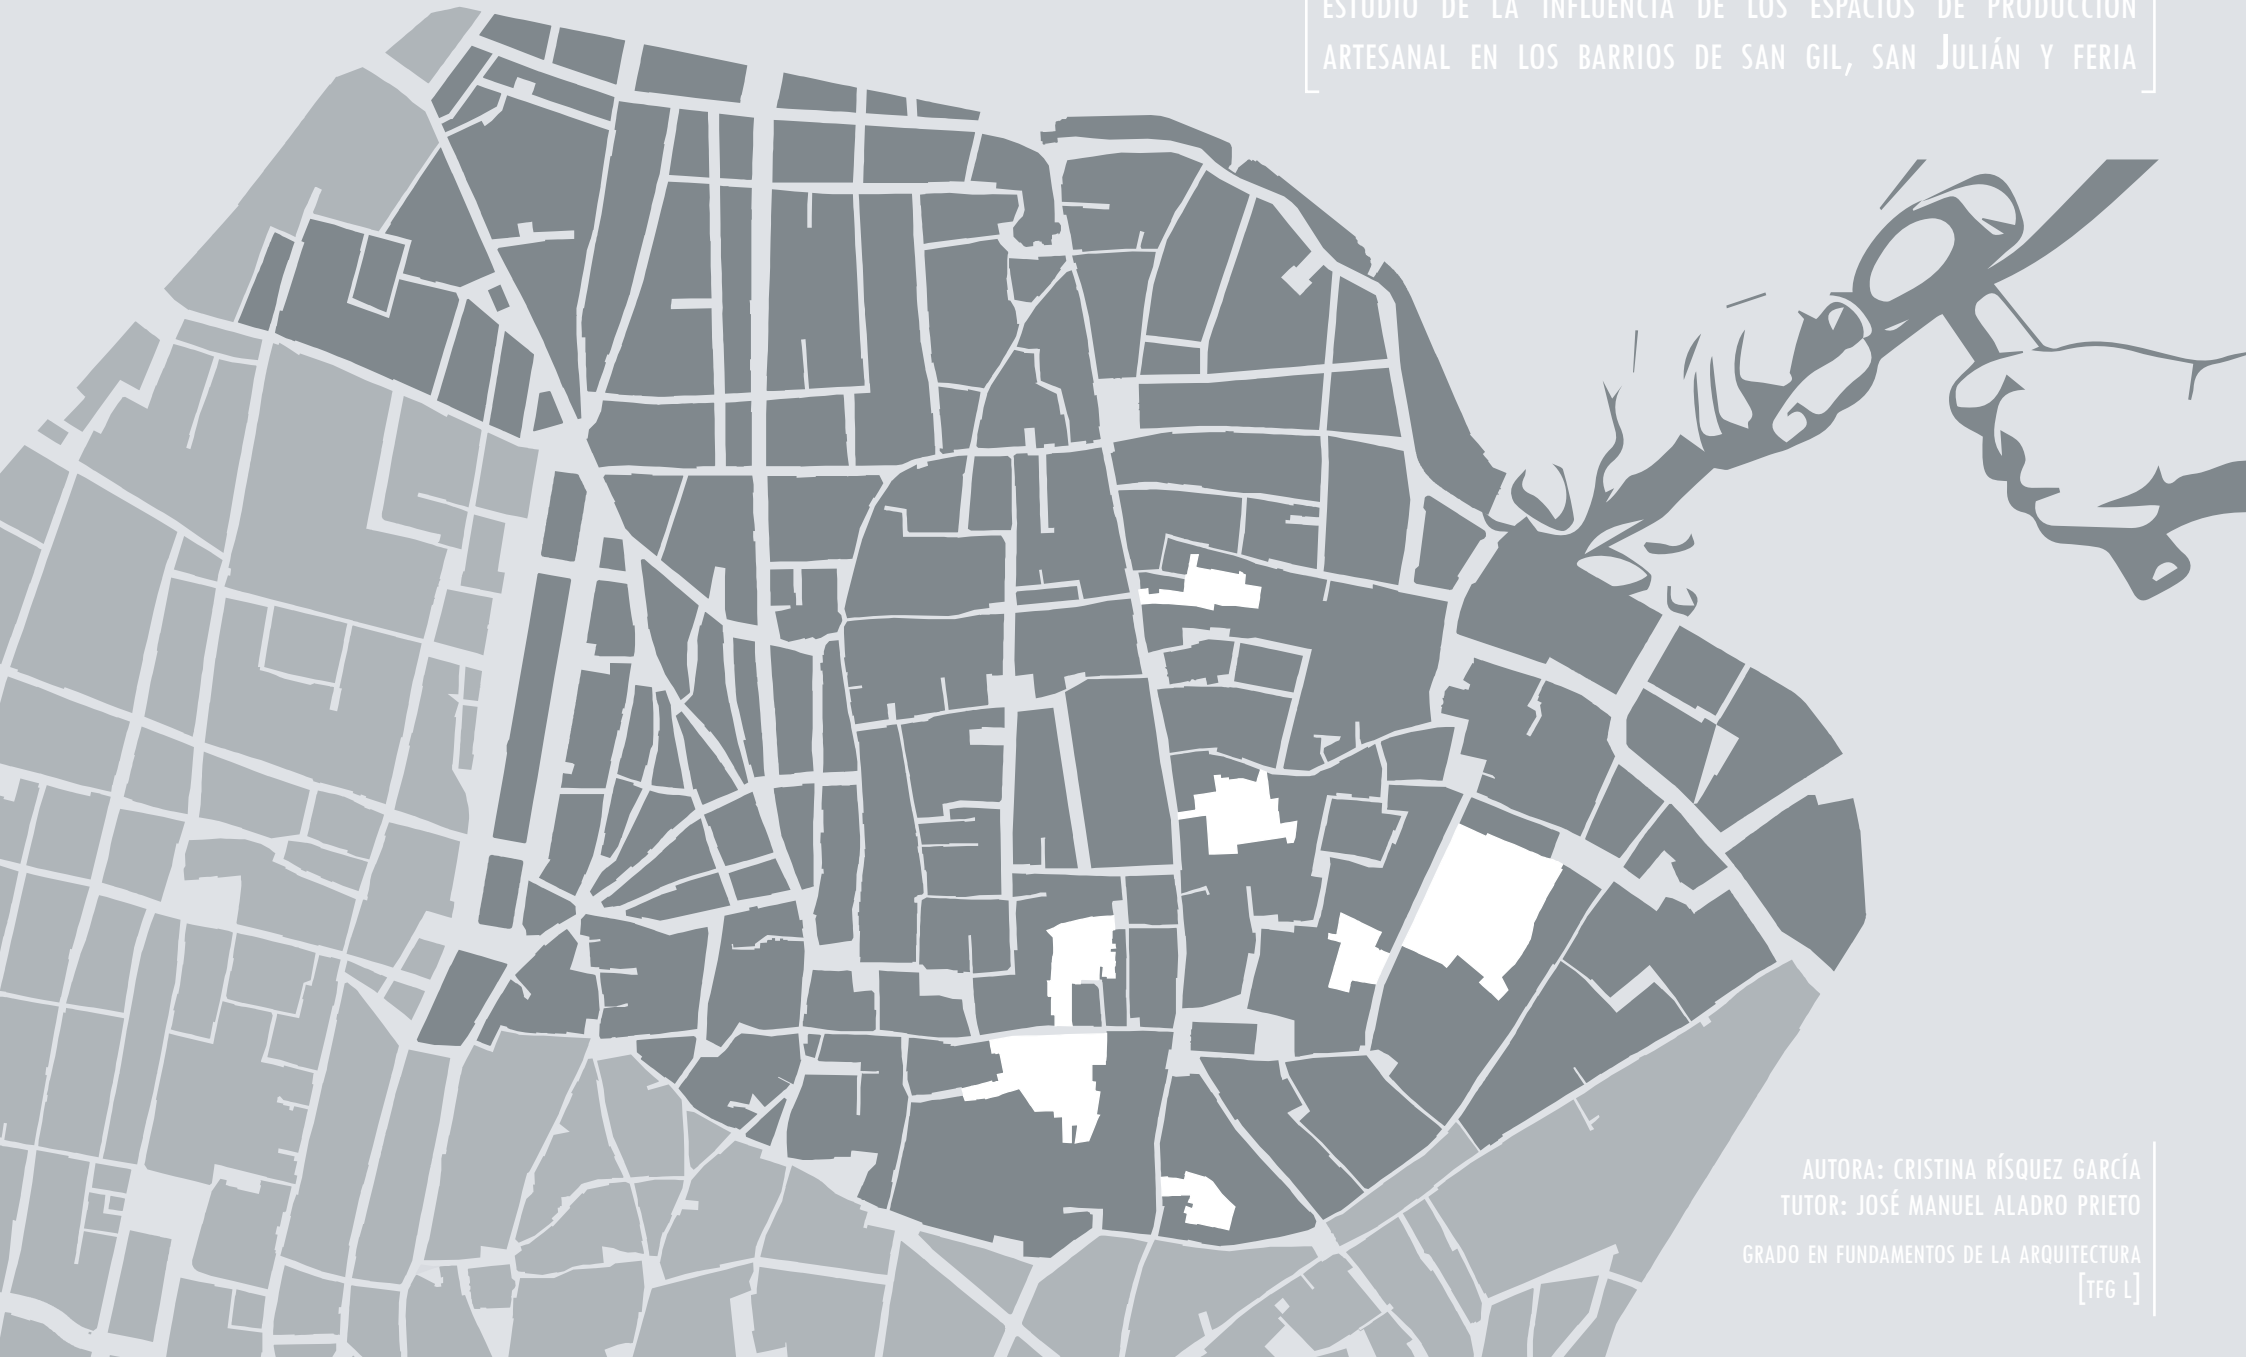 ESTUDIO DE LA INFLUENCIA DE LOS ESPACIOS DE PRODUCCIÓN
ARTESANAL EN LOS BARRIOS DE SAN GIL, SAN JULIÁN Y FERIA
AUTORA: CRISTINA RÍSQUEZ GARCÍA
TUTOR: JOSÉ MANUEL ALADRO PRIETO
GRADO EN FUNDAMENTOS DE LA ARQUITECTURA
[TFG L]